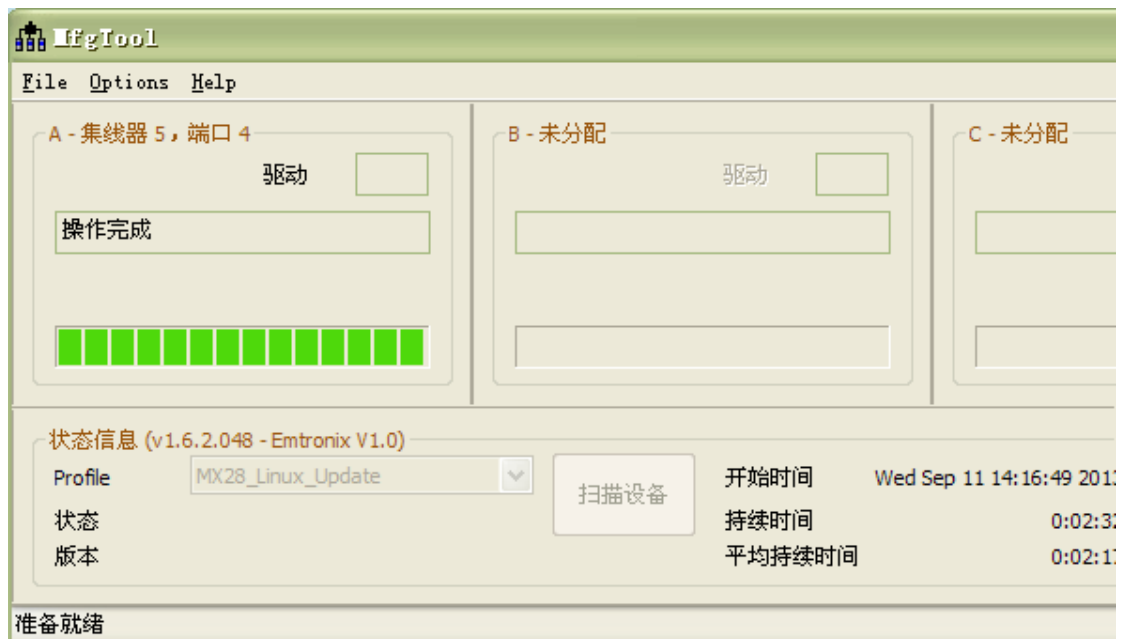 MfgTool
File Options Help
A - 集线器 5，端口 4
驱动
操作完成
B - 未分配
驱动
C - 未分配
状态信息 (v1.6.2.048 - Emtronix V1.0)
Profile MX28_Linux_Update
扫描设备
状态
版本
开始时间 Wed Sep 11 14:16:49
持续时间 0:02:3
平均持续时间 0:02:1
准备就绪